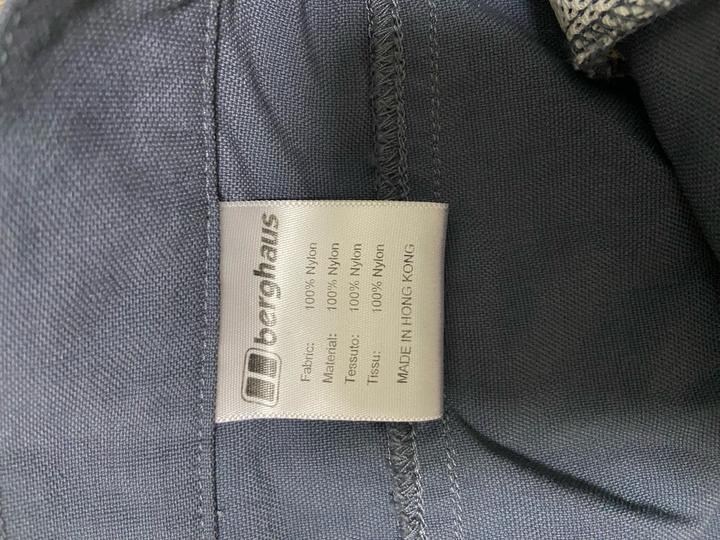 berghaus
Fabric: 100% Nylon
Material: 100% Nylon
Tessuto: 100% Nylon
Tissu: 100% Nylon
MADE IN HONG KONG